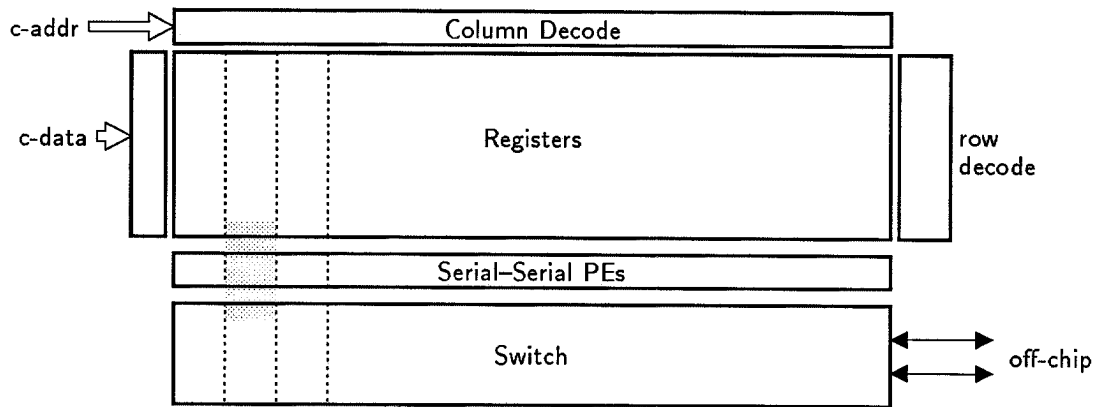 c-addr
Column Decode
c-data
Registers
row
decode
Serial–Serial PEs
Switch
off-chip